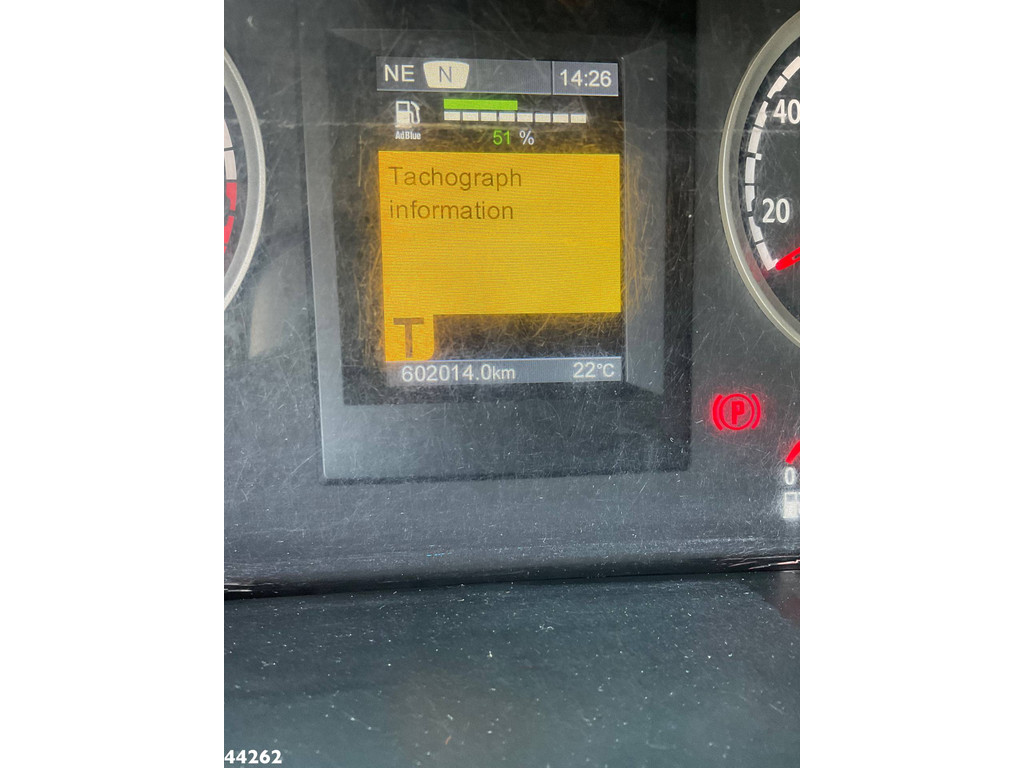 NE N 14:26
AdBlue
51 %
Tachograph
information
T
602014.0km 22°C
40
20
P
0
44262